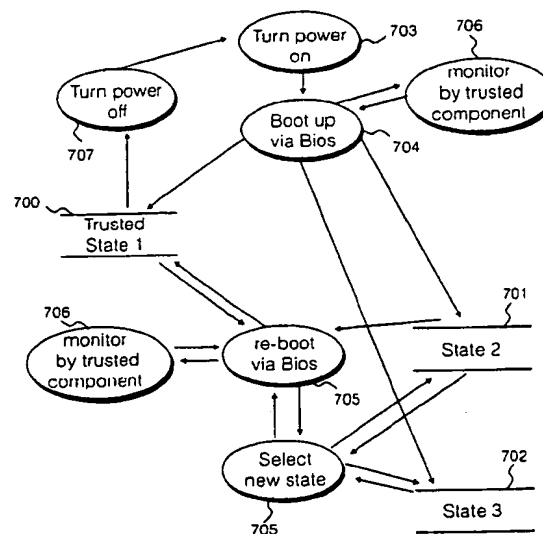 Turn power
on
703
706
monitor
by trusted
component
Turn power
off
707
Boot up
via Bios
704
700
Trusted
State 1
701
State 2
706
monitor
by trusted
component
re-boot
via Bios
705
Select
new state
705
702
State 3